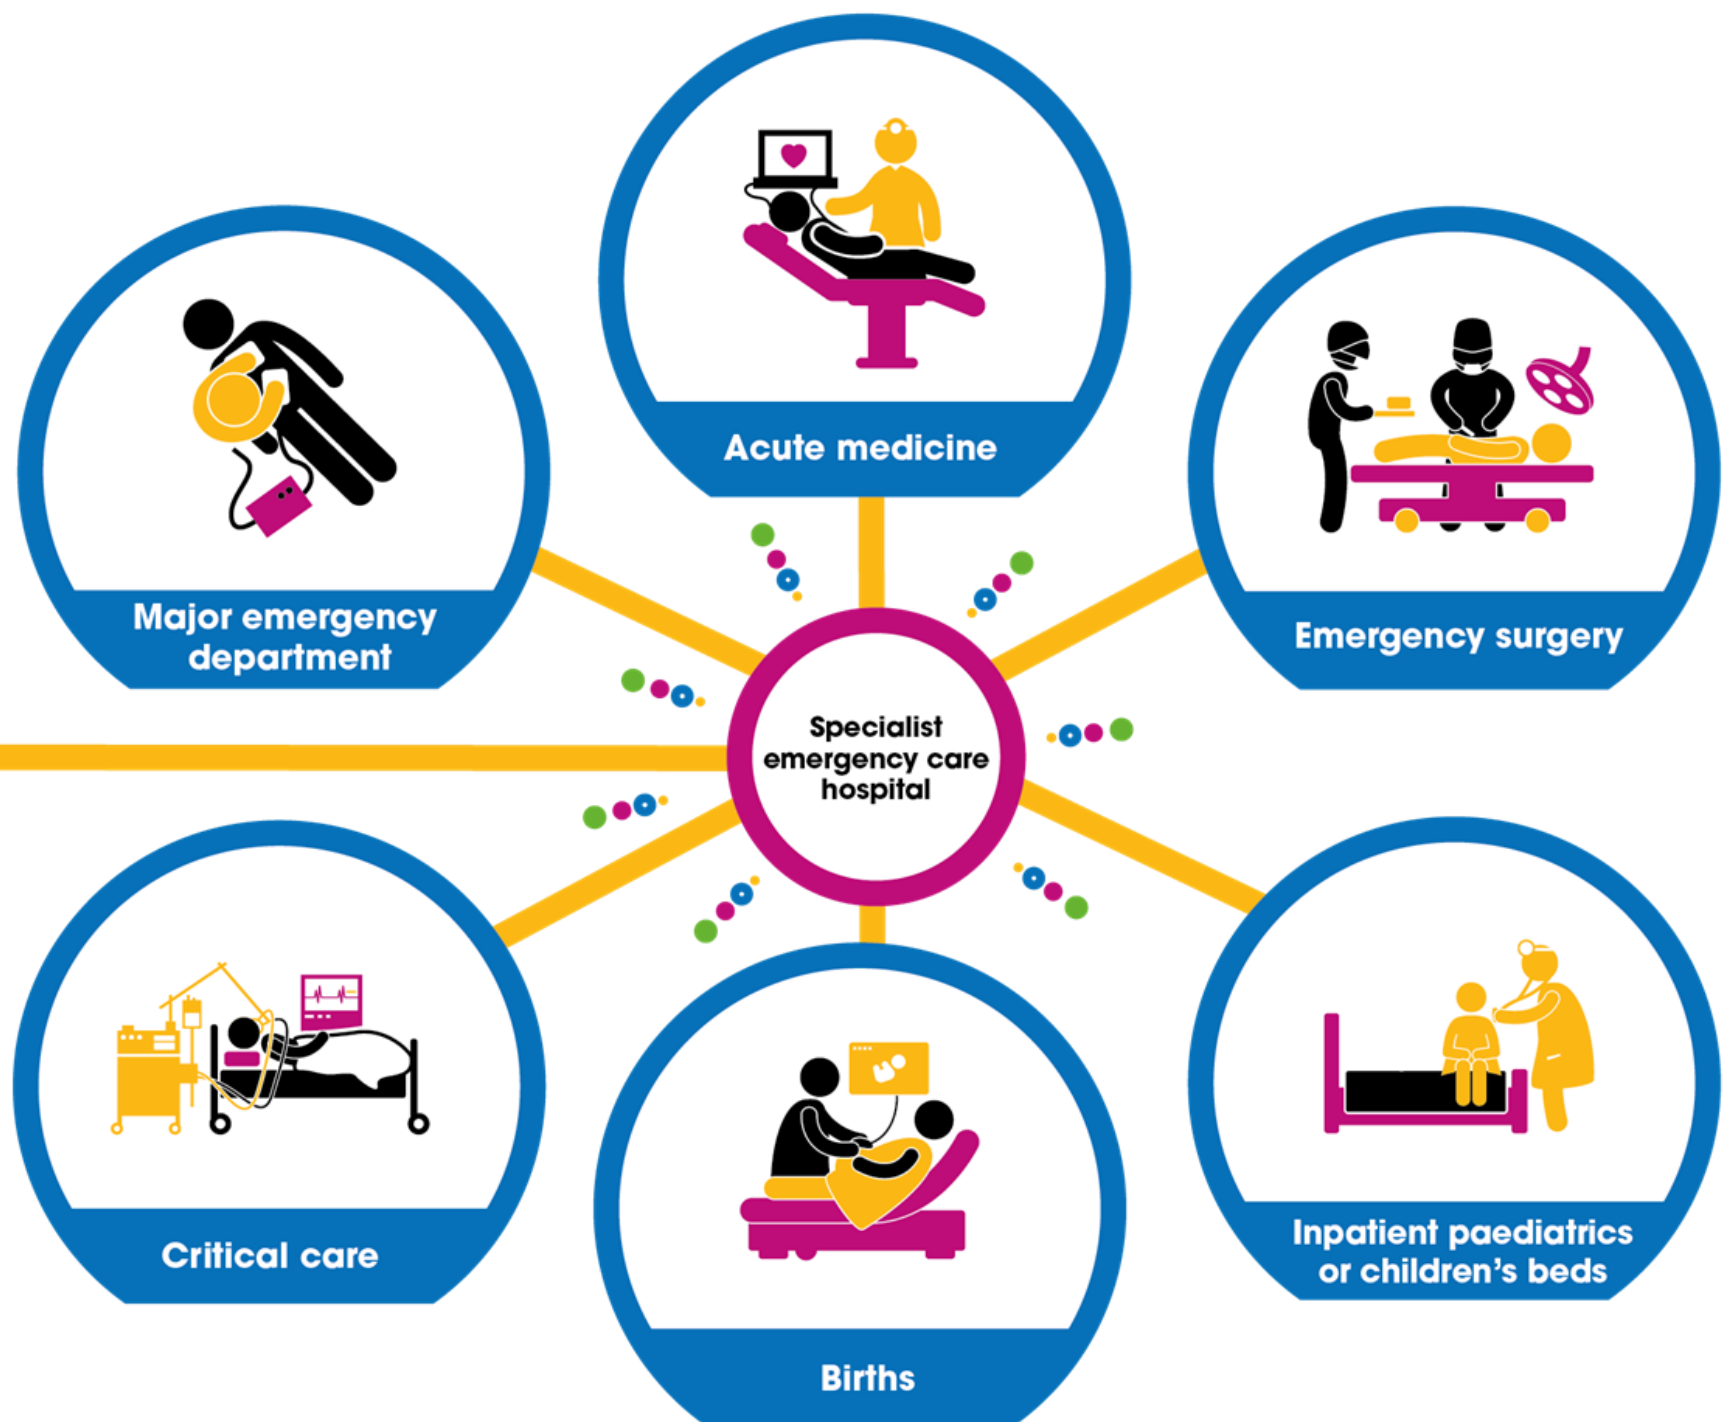 Acute medicine
Major emergency
department
Emergency surgery
Specialist
emergency care
hospital
Critical care
Births
Inpatient paediatrics
or children's beds